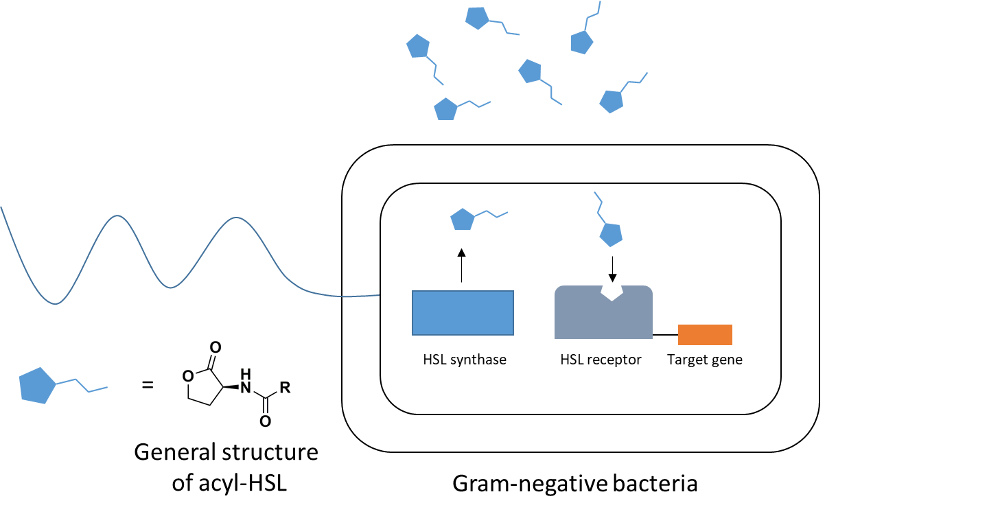 HSL synthase
HSL receptor
Target gene
=
O
O
H
N
R
O
General structure
of acyl-HSL
Gram-negative bacteria